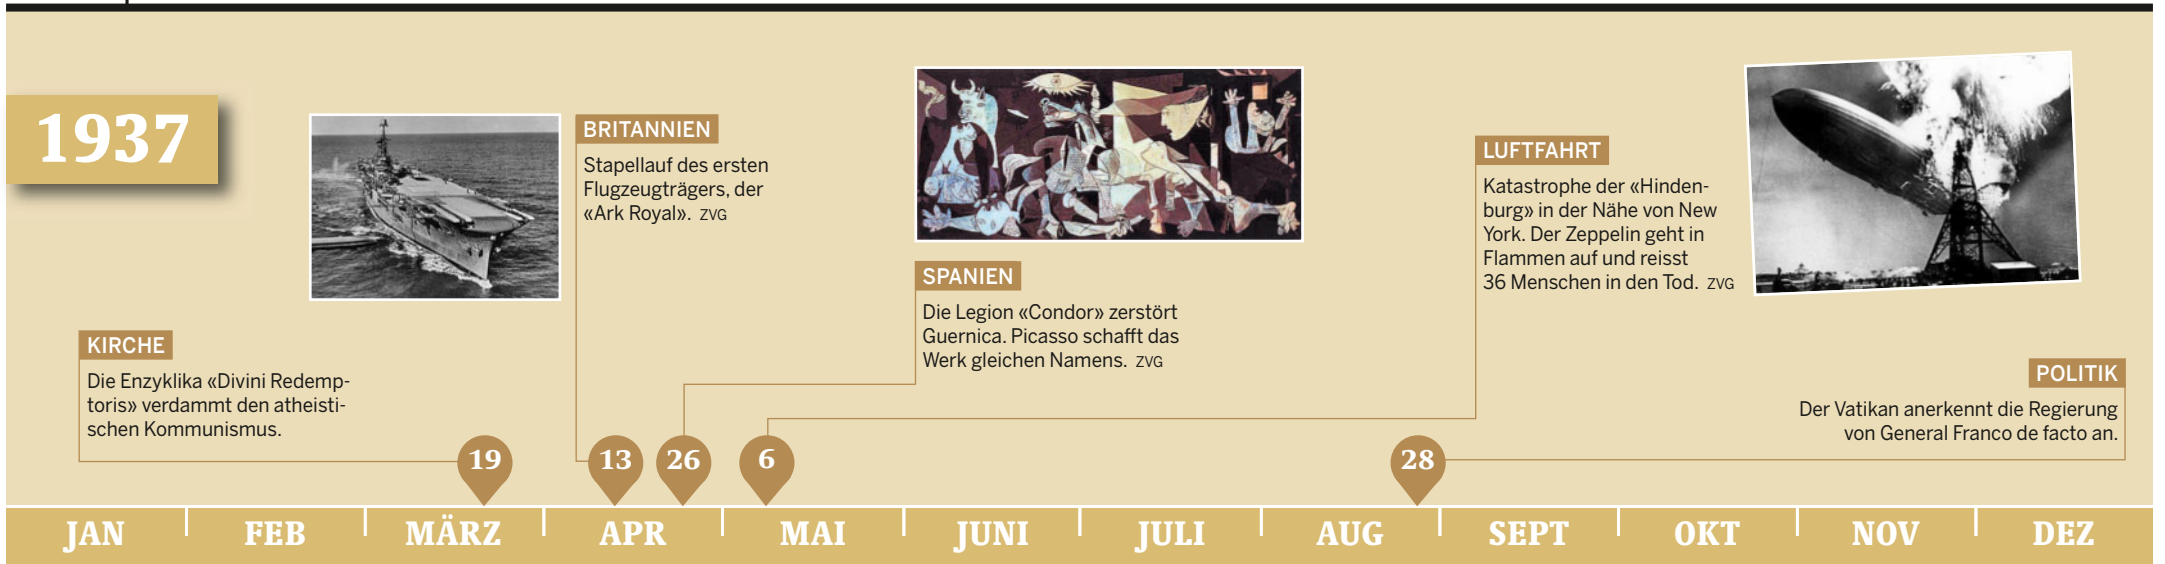 1937
BRITANNIEN
Stapellauf des ersten
Flugzeugträgers, der
«Ark Royal». ZVG
SPANIEN
Die Legion «Condor» zerstört
Guernica. Picasso schafft das
Werk gleichen Namens. ZVG
LUFTFAHRT
Katastrophe der «Hinden-
burg» in der Nähe von New
York. Der Zeppelin geht in
Flammen auf und reisst
36 Menschen in den Tod. ZVG
KIRCHE
Die Enzyklika «Divini Redemp-
toris» verdammt den atheisti-
schen Kommunismus.
POLITIK
Der Vatikan anerkennt die Regierung
von General Franco de facto an.
19 13 26 6 28
JAN FEB MÄRZ APR MAI JUNI JULI AUG SEPT OKT NOV DEZ